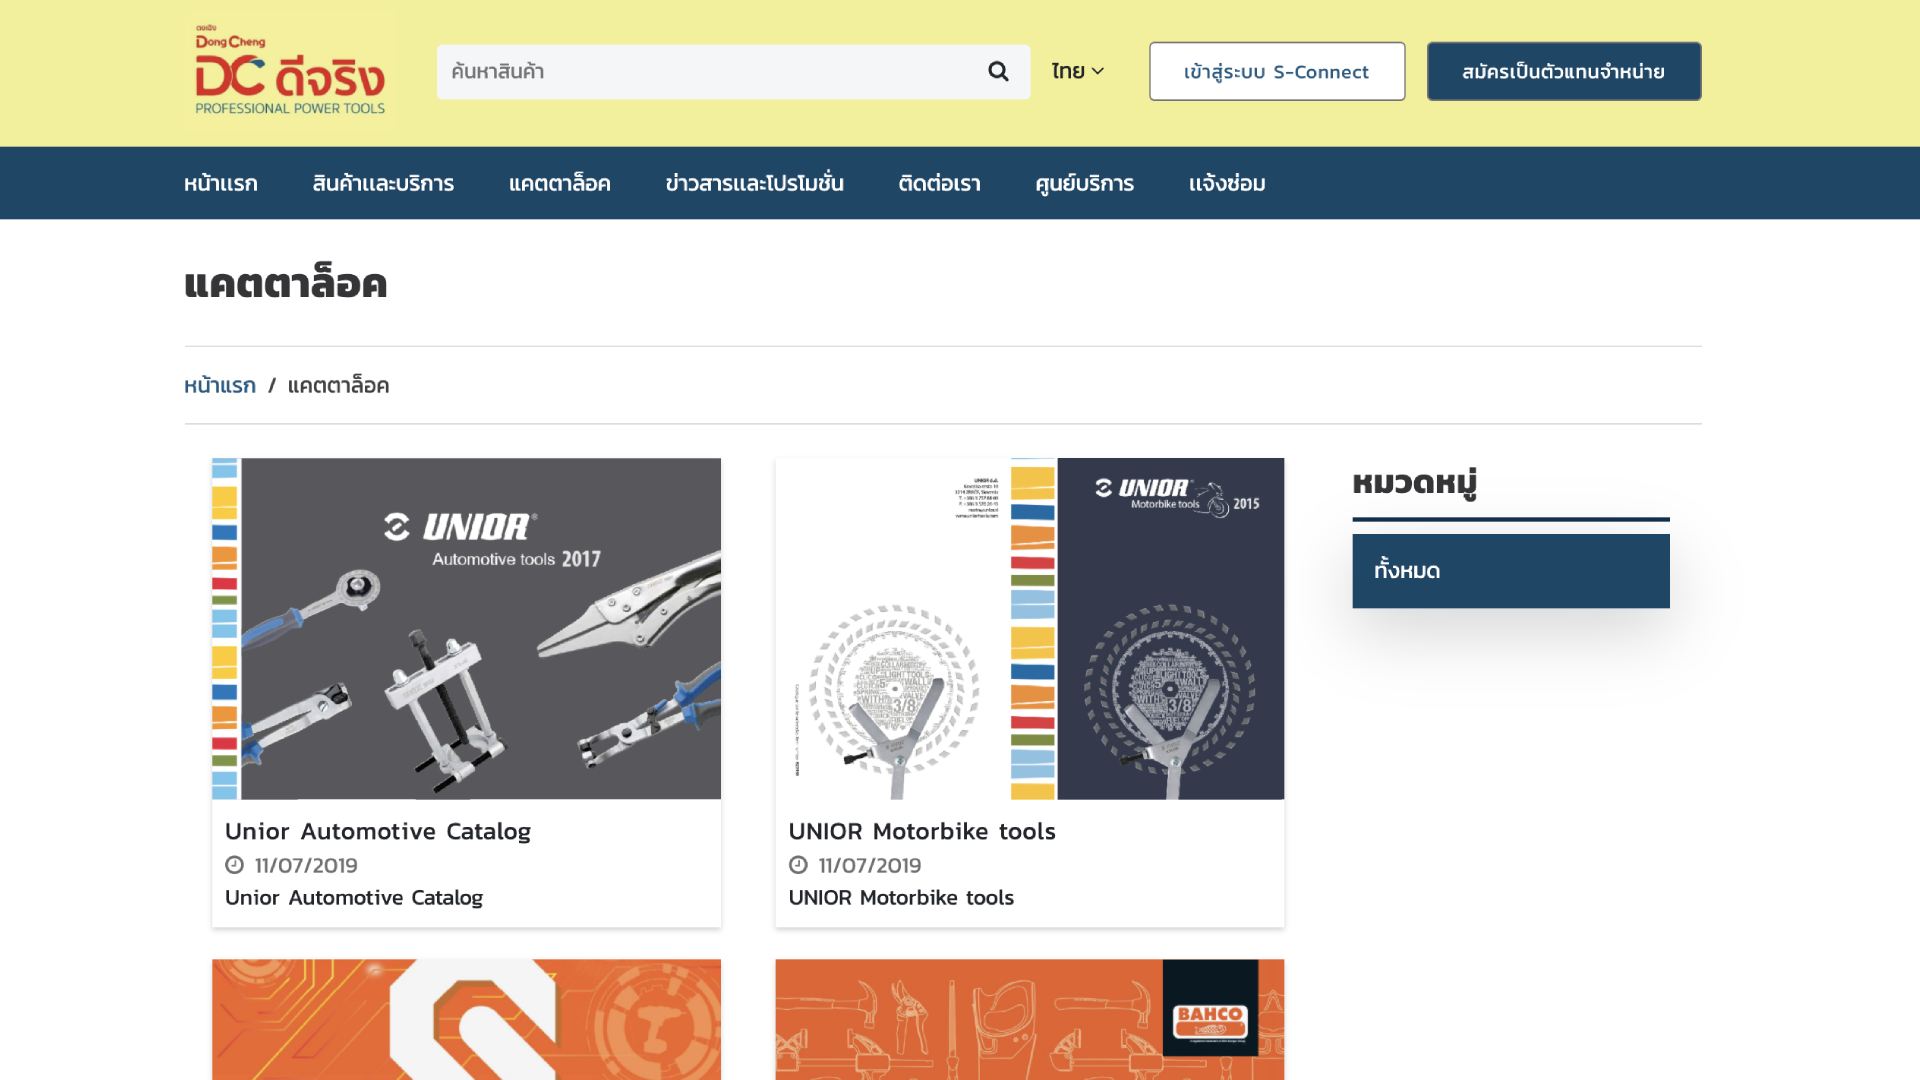 ตงเฉิง
Dong Cheng
DC ดีจริง
PROFESSIONAL POWER TOOLS
ค้นหาสินค้า
ไทย
เข้าสู่ระบบ S-Connect
สมัครเป็นตัวแทนจำหน่าย
หน้าแรก
สินค้าและบริการ
แคตตาล็อค
ข่าวสารและโปรโมชั่น
ติดต่อเรา
ศูนย์บริการ
แจ้งซ่อม
แคตตาล็อค
หน้าแรก / แคตตาล็อค
UNIOR®
Automotive tools 2017
Unior Automotive Catalog
11/07/2019
Unior Automotive Catalog
UNIOR d.d.
UNIOR®
Motorbike tools 2015
3/8
3/8
UNIOR Motorbike tools
11/07/2019
UNIOR Motorbike tools
หมวดหมู่
ทั้งหมด
BAHCO